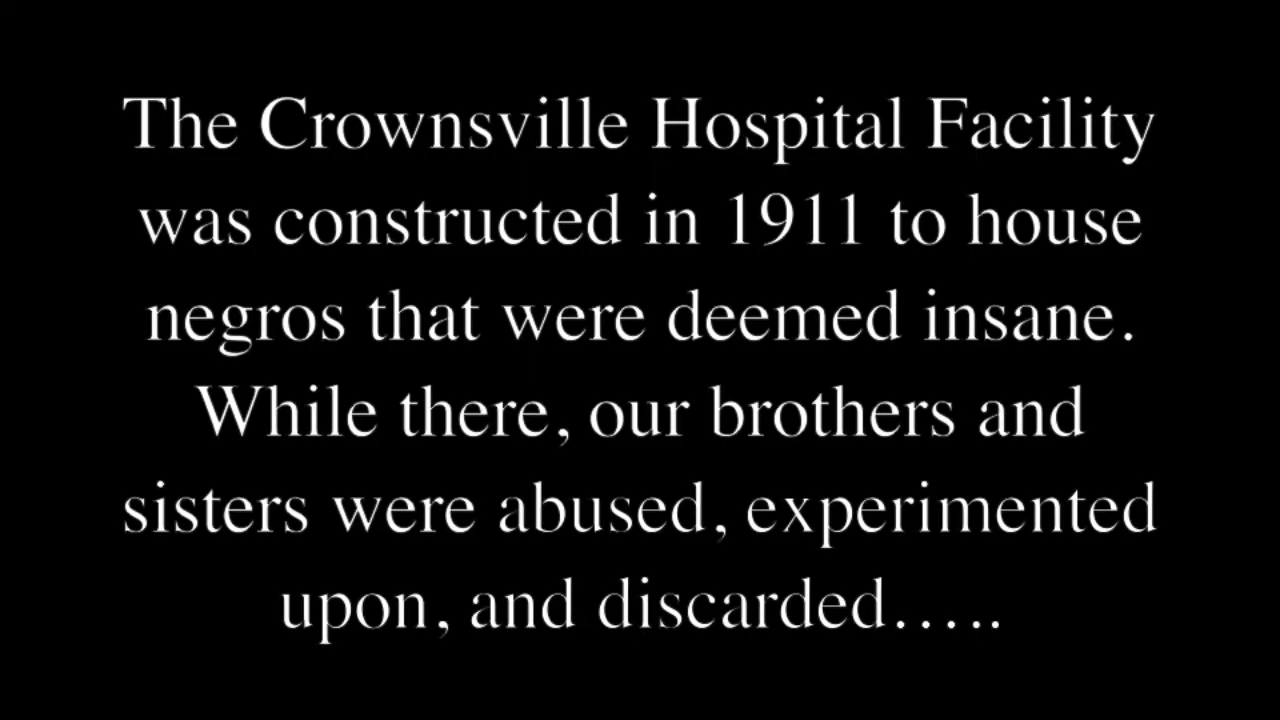 The Crownsville Hospital Facility
was constructed in 1911 to house
negros that were deemed insane.
While there, our brothers and
sisters were abused, experimented
upon, and discarded…..